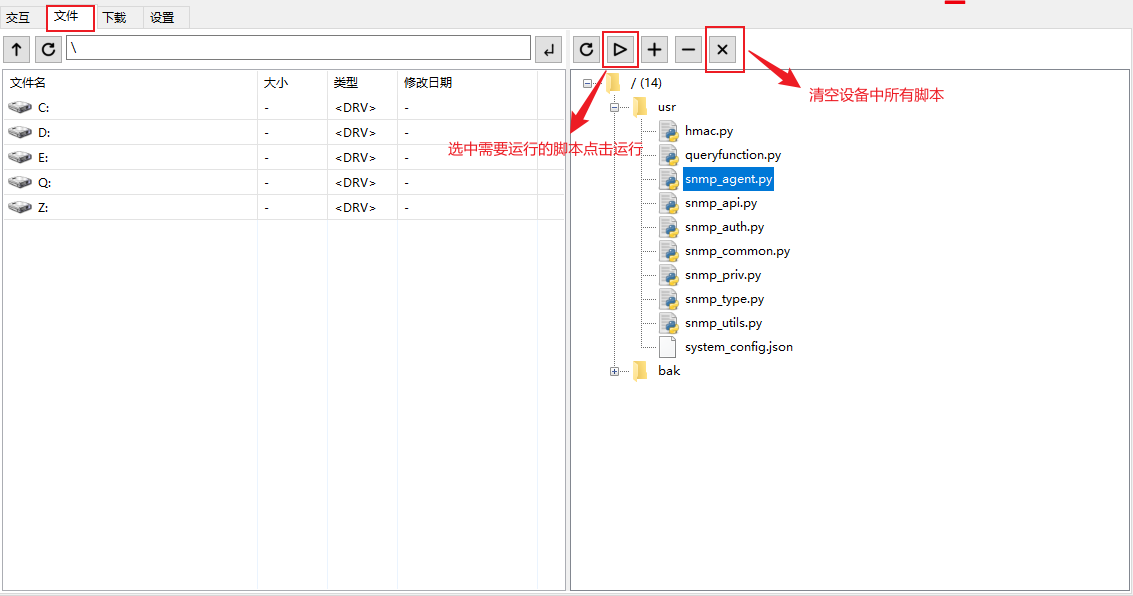 交互 文件 下载 设置
\
文件名 大小 类型 修改日期
C: - <DRV> -
D: - <DRV> -
E: - <DRV> -
Q: - <DRV> -
Z: - <DRV> -
选中需要运行的脚本点击运行
清空设备中所有脚本
/ (14)
usr
hmac.py
queryfunction.py
snmp_agent.py
snmp_api.py
snmp_auth.py
snmp_common.py
snmp_priv.py
snmp_type.py
snmp_utils.py
system_config.json
bak